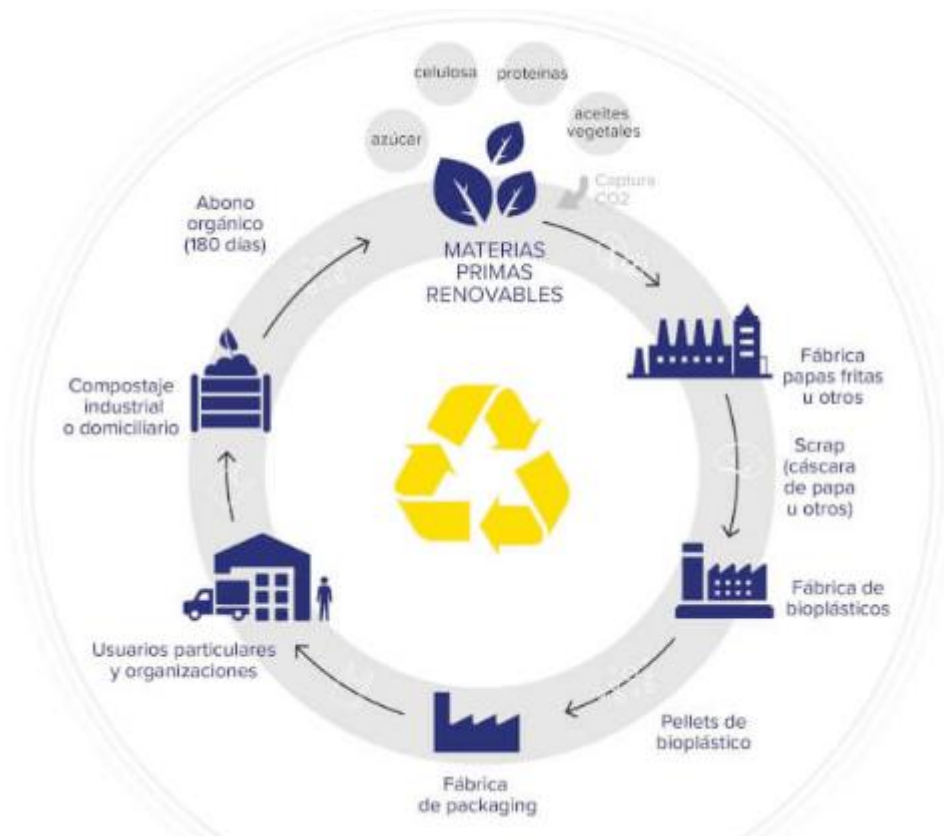 celulosa
proteínas
azúcar
aceites
vegetales
Captura
CO2
MATERIAS
PRIMAS
RENOVABLES
Abono
orgánico
(180 días)
Fábrica
papas fritas
u otros
Compostaje
industrial
o domiciliario
Scrap
(cáscara
de papa
u otros)
Fábrica de
bioplásticos
Usuarios particulares
y organizaciones
Pellets de
bioplástico
Fábrica
de packaging